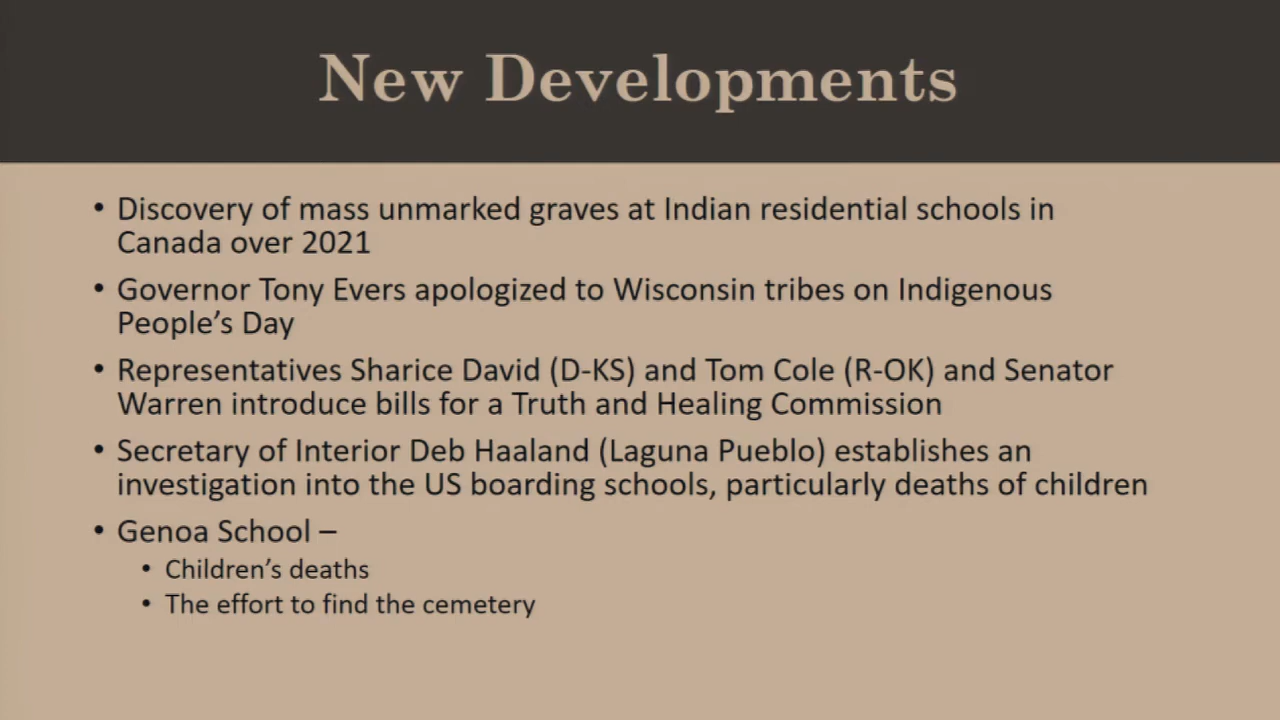 New Developments
• Discovery of mass unmarked graves at Indian residential schools in
Canada over 2021
• Governor Tony Evers apologized to Wisconsin tribes on Indigenous
People’s Day
• Representatives Sharice David (D-KS) and Tom Cole (R-OK) and Senator
Warren introduce bills for a Truth and Healing Commission
• Secretary of Interior Deb Haaland (Laguna Pueblo) establishes an
investigation into the US boarding schools, particularly deaths of children
• Genoa School –
• Children’s deaths
• The effort to find the cemetery